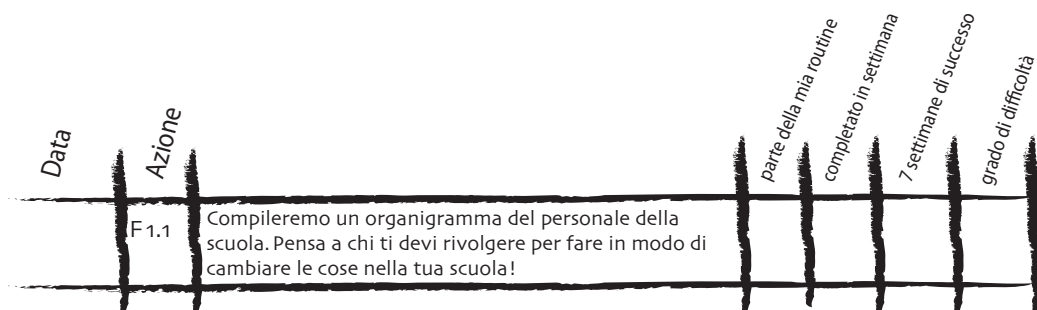 Data
Azione
parte della mia routine
completato in settimana
7 settimane di successo
grado di difficoltà
F 1.1
Compileremo un organigramma del personale della
scuola. Pensa a chi ti devi rivolgere per fare in modo di
cambiare le cose nella tua scuola!